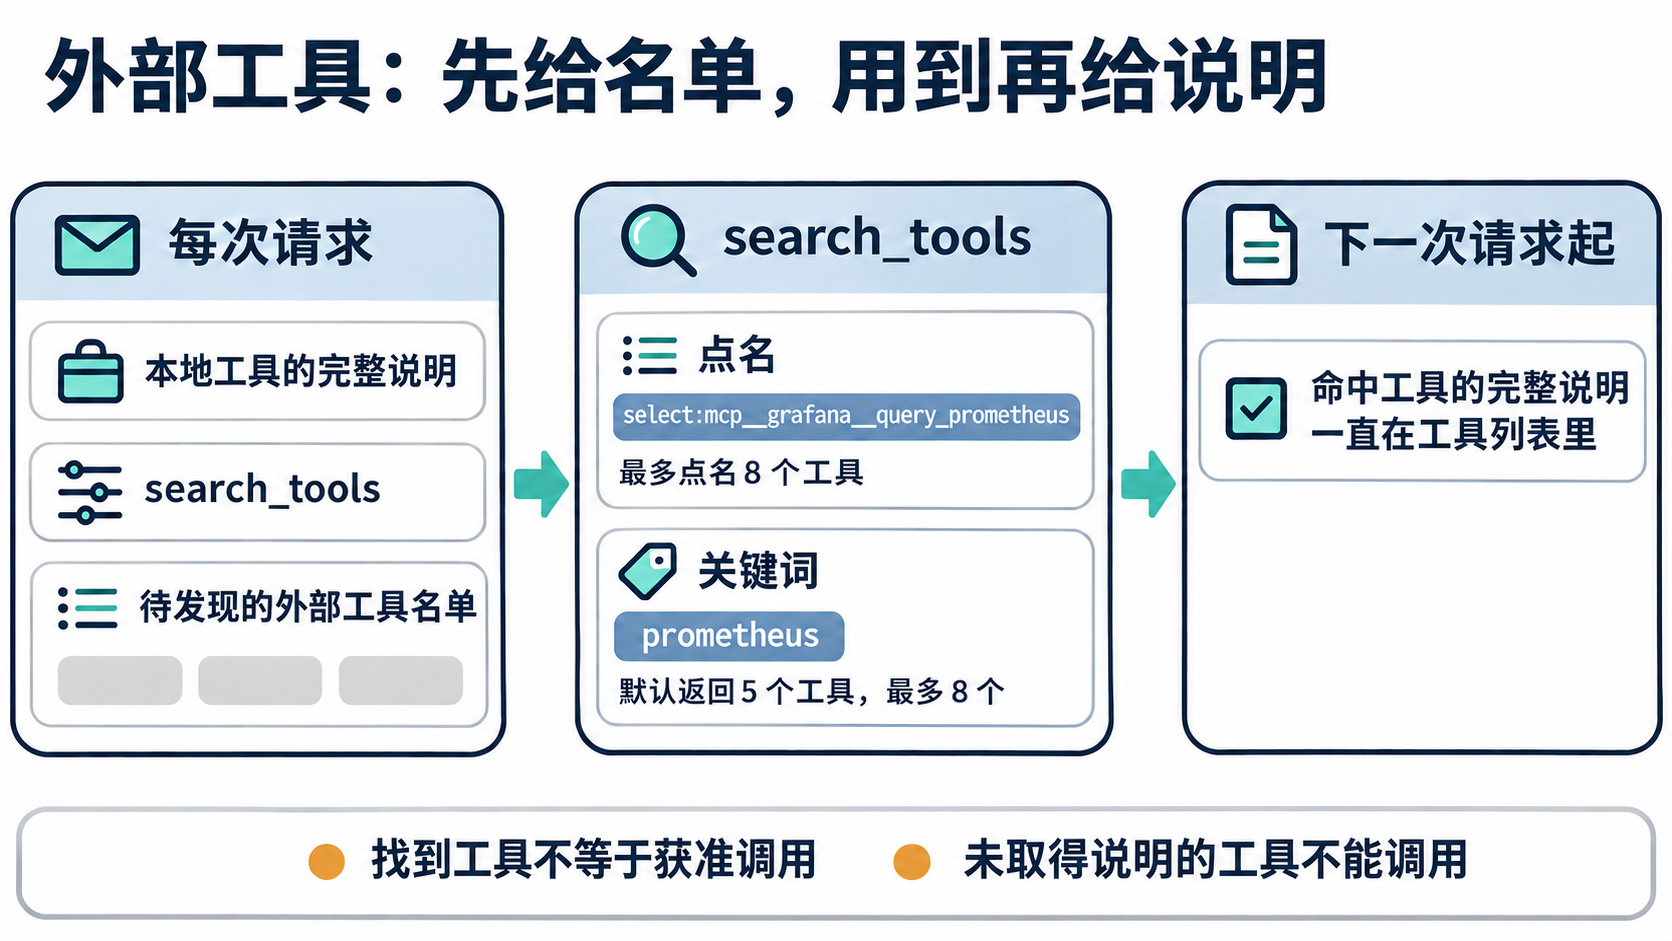 外部工具：先给名单，用到再给说明
每次请求
本地工具的完整说明
search_tools
待发现的外部工具名单
search_tools
点名
select:mcp__grafana__query_prometheus
最多点名 8 个工具
关键词
prometheus
默认返回 5 个工具，最多 8 个
下一次请求起
命中工具的完整说明
一直在工具列表里
找到工具不等于获准调用
未取得说明的工具不能调用